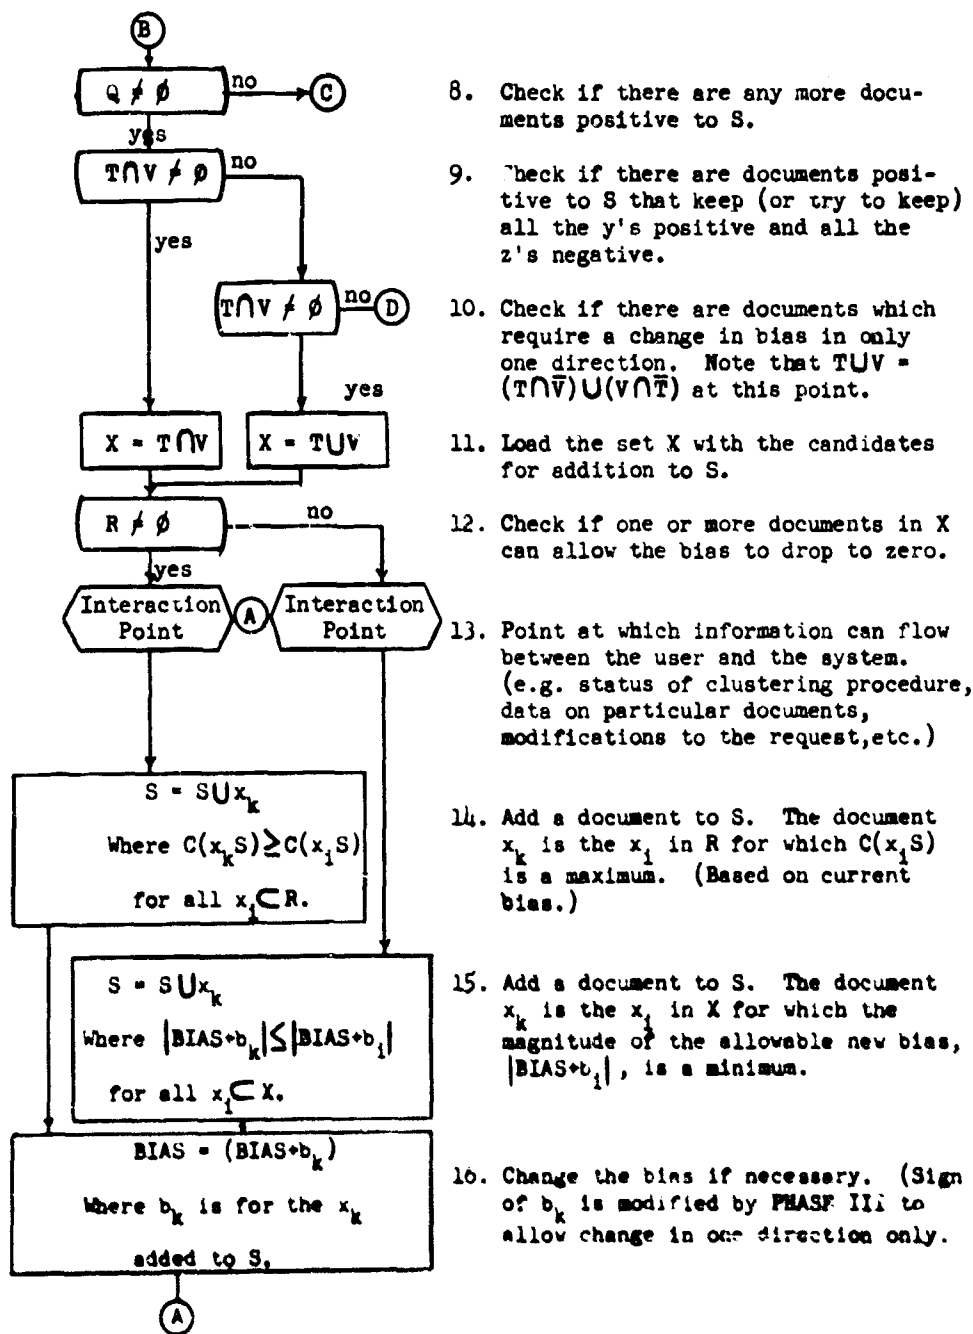 B
Q ≠ ∅
no
C
yes
T∩V ≠ ∅
no
yes
T∩V ≠ ∅
no
D
yes
X = T∩V
X = T∪V
R ≠ ∅
no
yes
Interaction
Point
A
Interaction
Point
S = S∪x_k
Where C(x_k S) ≥ C(x_i S)
for all x_i ⊂ R.
S = S∪x_k
Where |BIAS+b_k| ≤ |BIAS+b_i|
for all x_i ⊂ X.
BIAS = (BIAS+b_k)
Where b_k is for the x_k
added to S.
A
8. Check if there are any more docu-
ments positive to S.
9. Check if there are documents posi-
tive to S that keep (or try to keep)
all the y's positive and all the
z's negative.
10. Check if there are documents which
require a change in bias in only
one direction. Note that T∪V =
(T∩V̄)∪(V∩T̄) at this point.
11. Load the set X with the candidates
for addition to S.
12. Check if one or more documents in X
can allow the bias to drop to zero.
13. Point at which information can flow
between the user and the system.
(e.g. status of clustering procedure,
data on particular documents,
modifications to the request,etc.)
14. Add a document to S. The document
x_k is the x_i in R for which C(x_i S)
is a maximum. (Based on current
bias.)
15. Add a document to S. The document
x_k is the x_i in X for which the
magnitude of the allowable new bias,
|BIAS+b_i|, is a minimum.
16. Change the bias if necessary. (Sign
of b_k is modified by PHASE III to
allow change in one direction only.